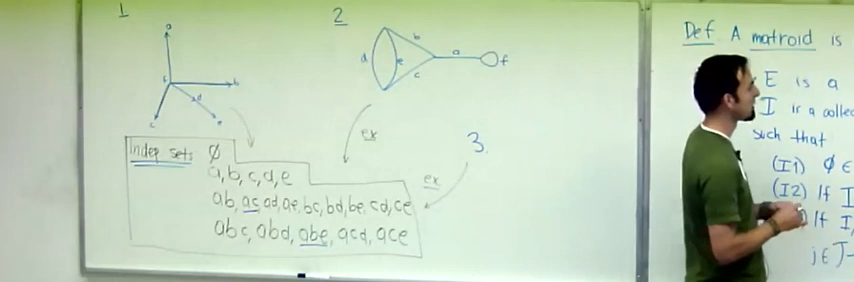 1
a
b
d
c
e
2
b
d
e
a
f
c
ex
3.
ex
Indep sets ∅
a, b, c, d, e
ab, ac, ad, ae, bc, bd, be, cd, ce
abc, abd, abe, acd, ace
Def A matroid is
E is a
I is a collec
such that
(I1) ∅ ∈
(I2) If I
If I,
j ∈ J-